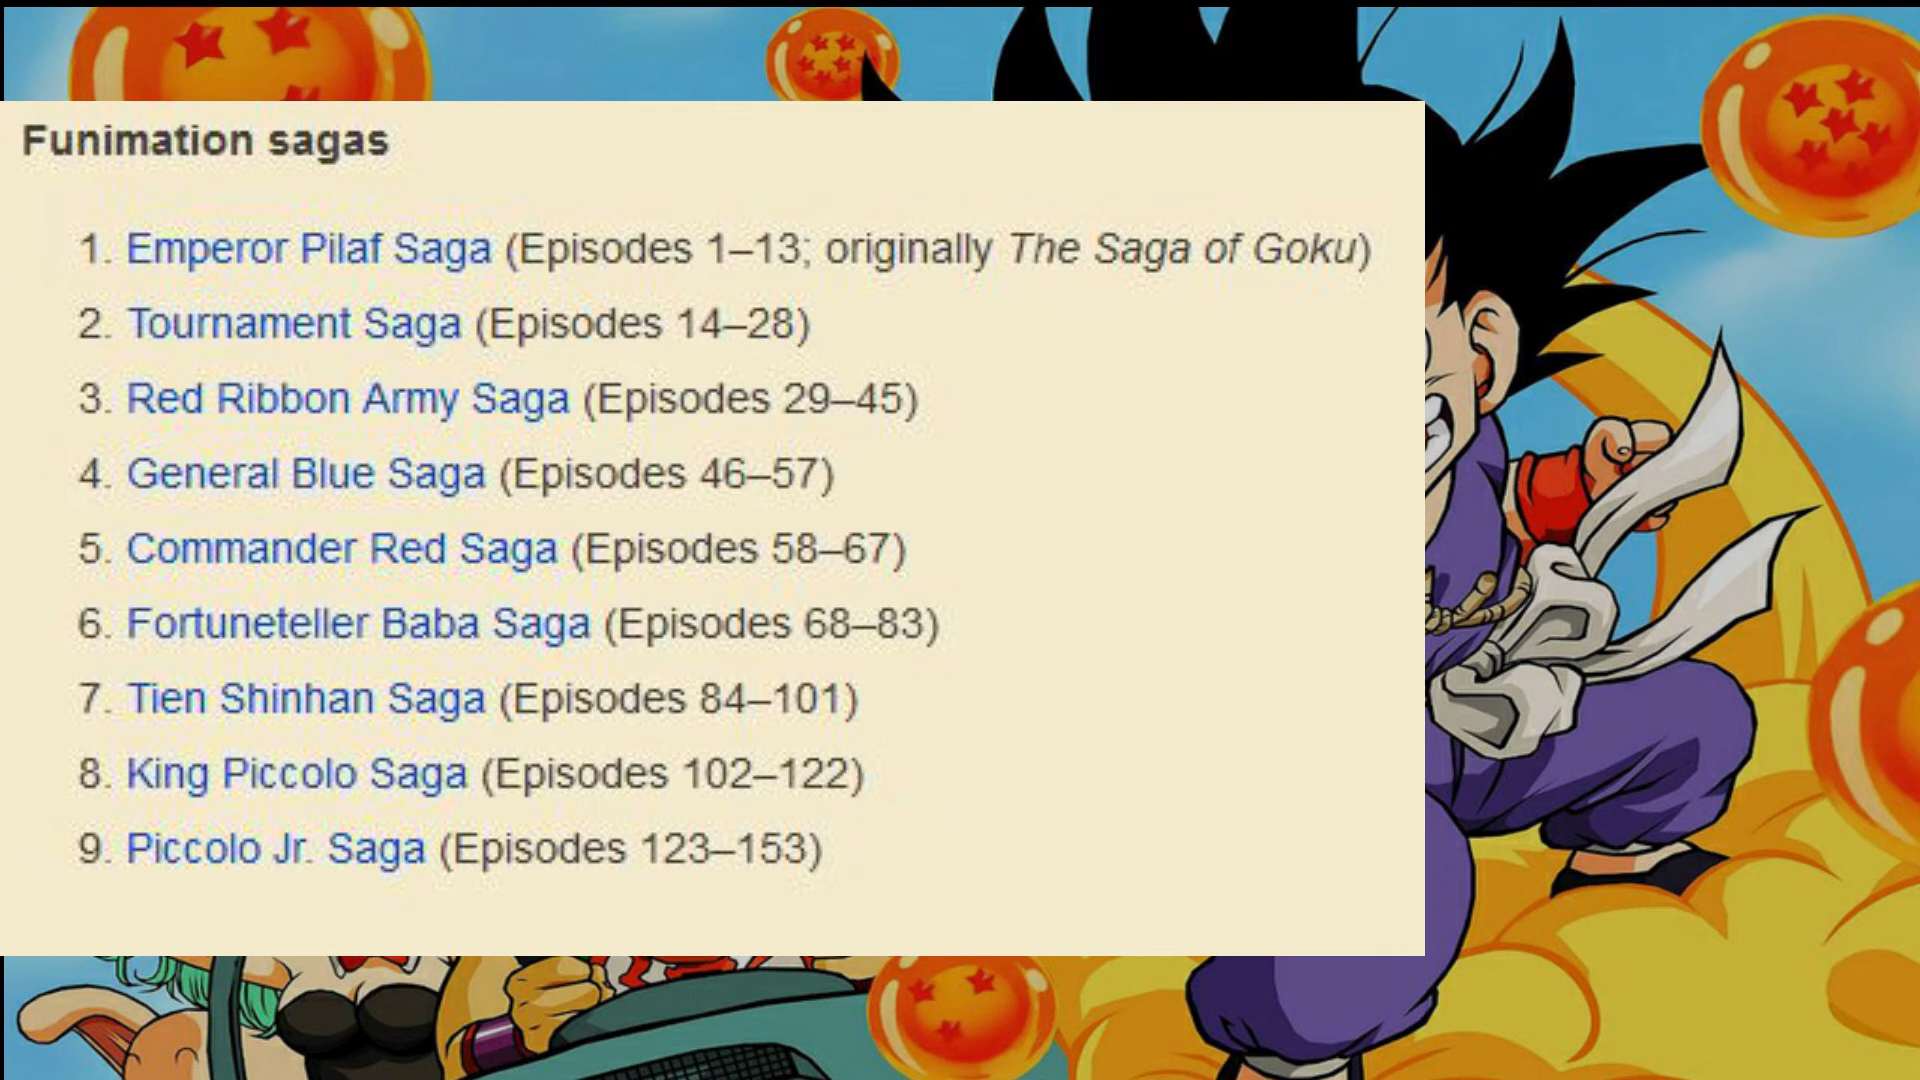 Funimation sagas
1. Emperor Pilaf Saga (Episodes 1–13; originally The Saga of Goku)
2. Tournament Saga (Episodes 14–28)
3. Red Ribbon Army Saga (Episodes 29–45)
4. General Blue Saga (Episodes 46–57)
5. Commander Red Saga (Episodes 58–67)
6. Fortuneteller Baba Saga (Episodes 68–83)
7. Tien Shinhan Saga (Episodes 84–101)
8. King Piccolo Saga (Episodes 102–122)
9. Piccolo Jr. Saga (Episodes 123–153)